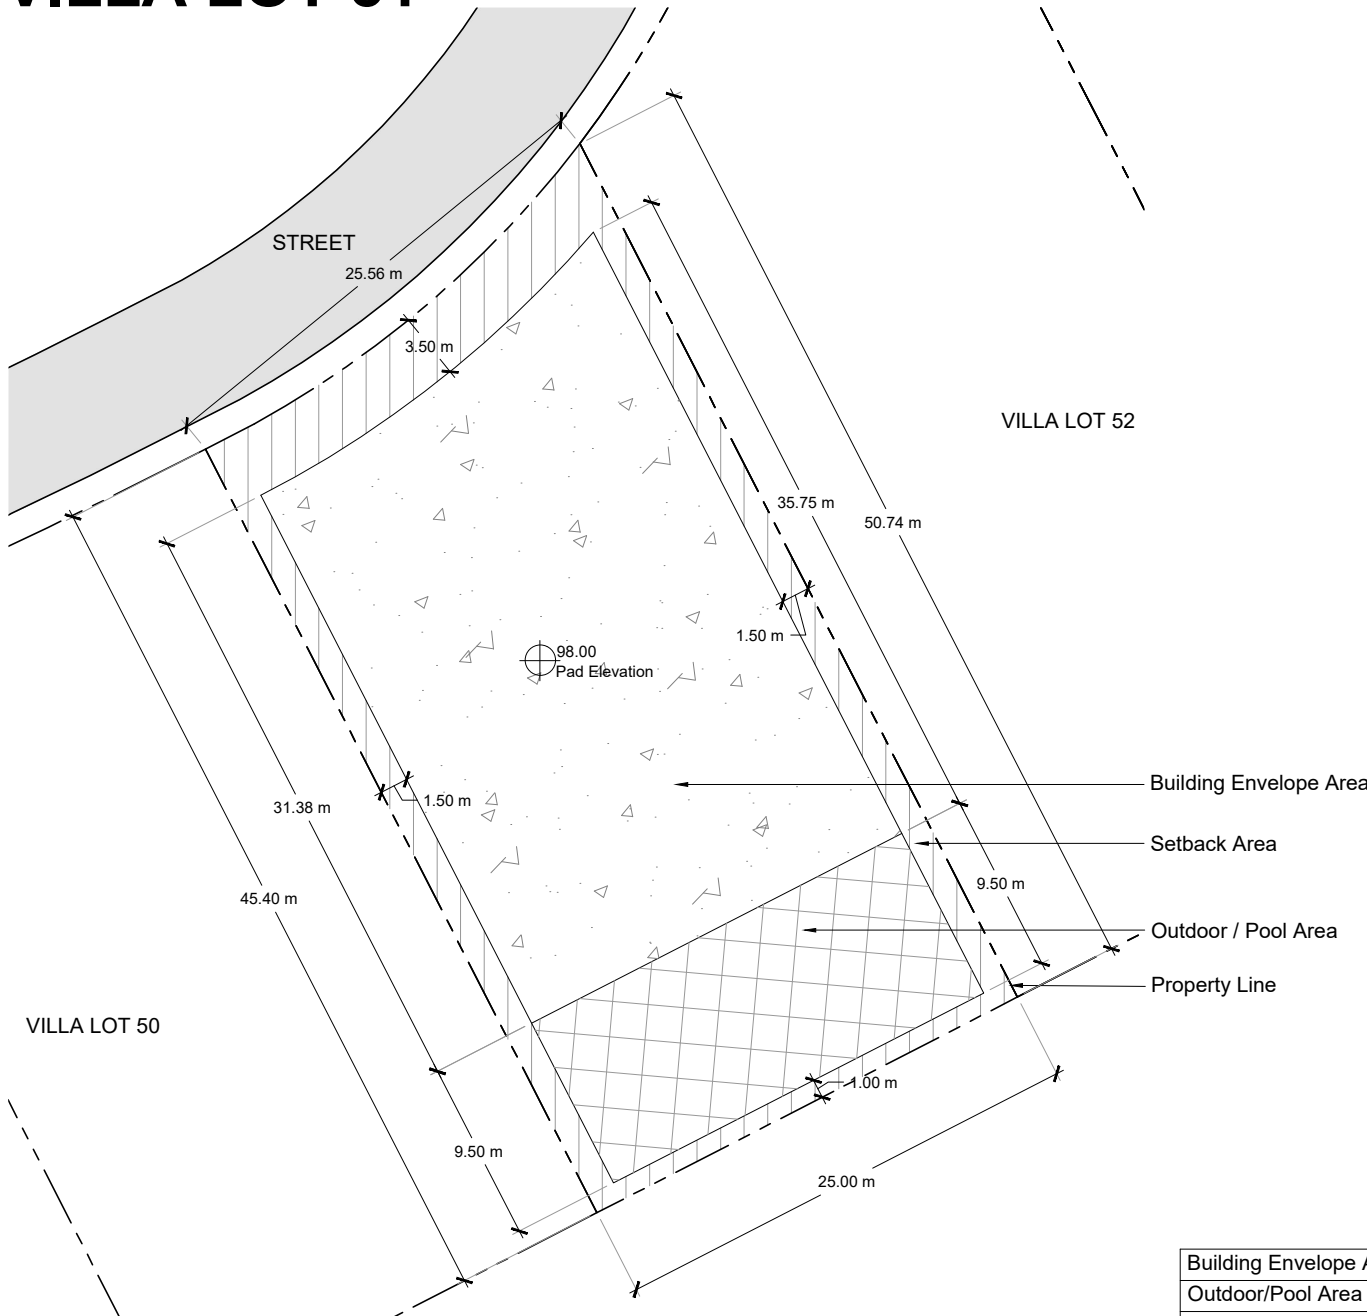 VILLA LOT 51
STREET
25.56 m
3.50 m
VILLA LOT 52
35.75 m
50.74 m
1.50 m
98.00
Pad Elevation
Building Envelope Area
1.50 m
31.38 m
Setback Area
9.50 m
45.40 m
Outdoor / Pool Area
Property Line
VILLA LOT 50
1.00 m
9.50 m
25.00 m
Building Envelope A
Outdoor/Pool Area